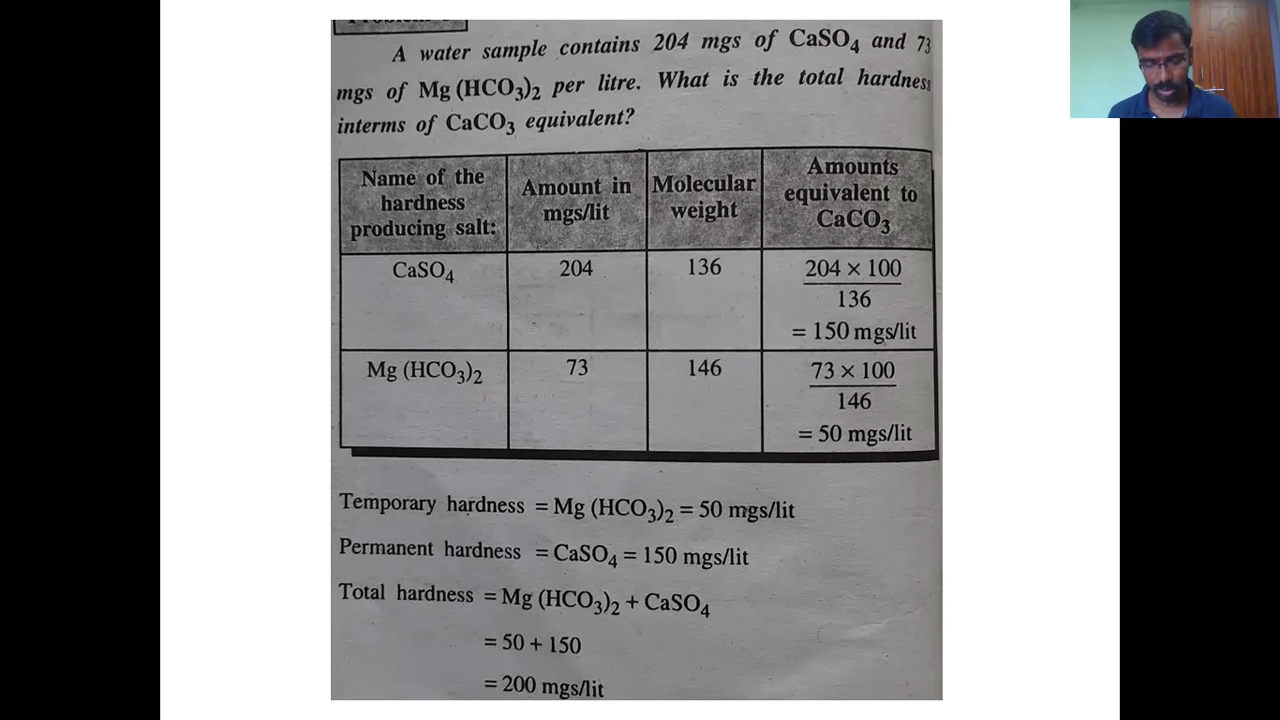 A water sample contains 204 mgs of CaSO₄ and 73
mgs of Mg (HCO₃)₂ per litre. What is the total hardness
interms of CaCO₃ equivalent?
Name of the hardness producing salt: Amount in mgs/lit Molecular weight Amounts equivalent to CaCO₃
CaSO₄ 204 136 204 × 100
136
= 150 mgs/lit
Mg (HCO₃)₂ 73 146 73 × 100
146
= 50 mgs/lit
Temporary hardness = Mg (HCO₃)₂ = 50 mgs/lit
Permanent hardness = CaSO₄ = 150 mgs/lit
Total hardness = Mg (HCO₃)₂ + CaSO₄
= 50 + 150
= 200 mgs/lit